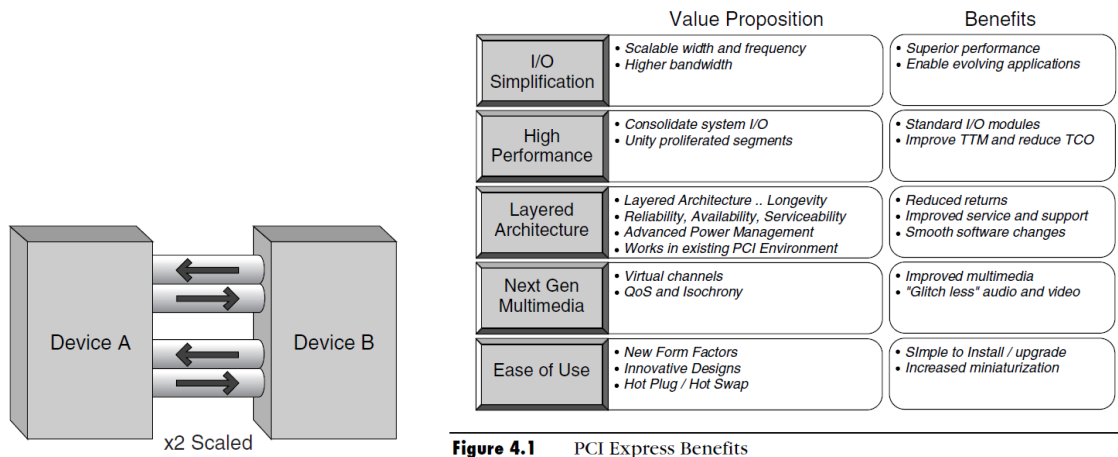 Device A
Device B
x2 Scaled
Value Proposition
Benefits
I/O
Simplification
• Scalable width and frequency
• Higher bandwidth
• Superior performance
• Enable evolving applications
High
Performance
• Consolidate system I/O
• Unity proliferated segments
• Standard I/O modules
• Improve TTM and reduce TCO
Layered
Architecture
• Layered Architecture .. Longevity
• Reliability, Availability, Serviceability
• Advanced Power Management
• Works in existing PCI Environment
• Reduced returns
• Improved service and support
• Smooth software changes
Next Gen
Multimedia
• Virtual channels
• QoS and Isochrony
• Improved multimedia
• "Glitch less" audio and video
Ease of Use
• New Form Factors
• Innovative Designs
• Hot Plug / Hot Swap
• SImple to Install / upgrade
• Increased miniaturization
Figure 4.1 PCI Express Benefits